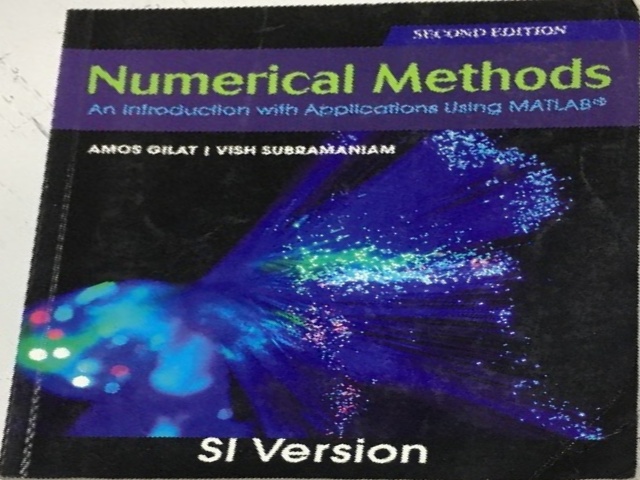 SECOND EDITION
Numerical Methods
An Introduction with Applications Using MATLAB®
AMOS GILAT | VISH SUBRAMANIAM
SI Version